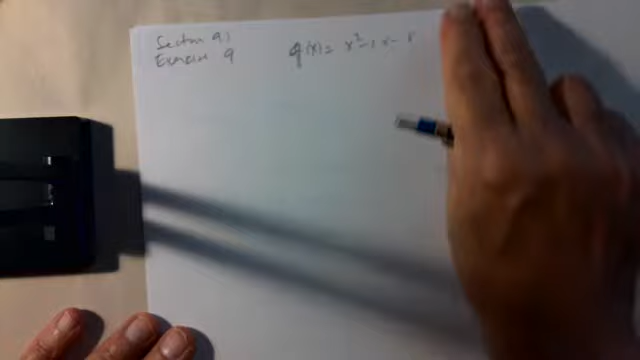 Section 9.1
Exercise 9
g(x) = x²